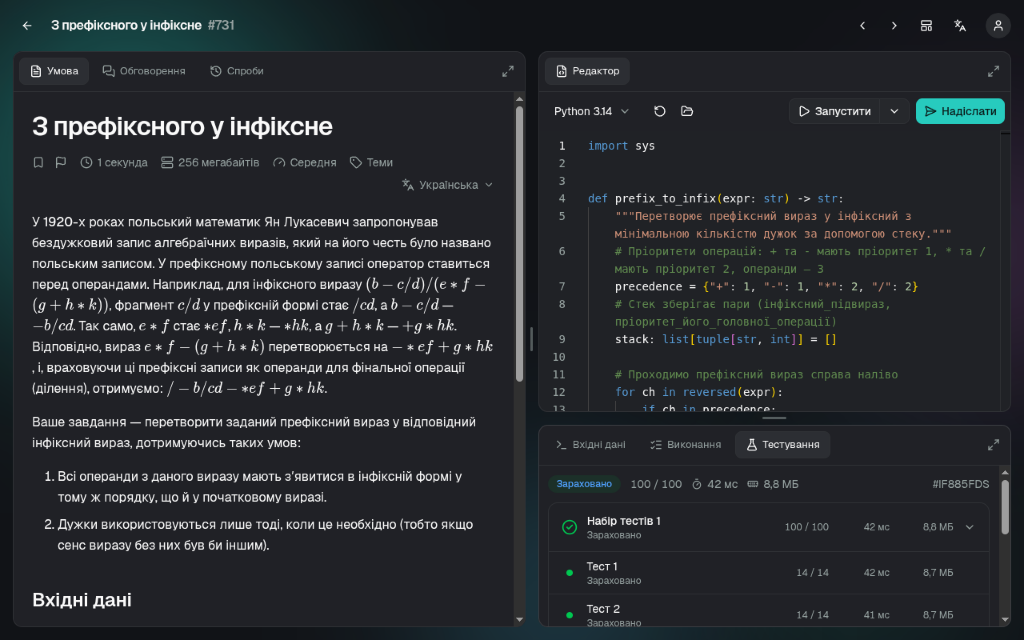 З префіксного у інфіксне #731
Умова Обговорення Спроби
З префіксного у інфіксне
1 секунда 256 мегабайтів Середня Теми
Українська
У 1920-х роках польський математик Ян Лукасевич запропонував
бездужковий запис алгебраїчних виразів, який на його честь було названо
польським записом. У префіксному польському записі оператор ставиться
перед операндами. Наприклад, для інфіксного виразу (b − c/d)/(e * f −
(g + h * k)), фрагмент c/d у префіксній формі стає /cd, а b − c/d —
−b/cd. Так само, e * f стає *ef, h * k — *hk, а g + h * k — +g * hk.
Відповідно, вираз e * f − (g + h * k) перетворюється на − * ef + g * hk
, і, враховуючи ці префіксні записи як операнди для фінальної операції
(ділення), отримуємо: / − b/cd − *ef + g * hk.
Ваше завдання — перетворити заданий префіксний вираз у відповідний
інфіксний вираз, дотримуючись таких умов:
1. Всі операнди з даного виразу мають з'явитися в інфіксній формі у
тому ж порядку, що й у початковому виразі.
2. Дужки використовуються лише тоді, коли це необхідно (тобто якщо
сенс виразу без них був би іншим).
Вхідні дані
Редактор
Python 3.14 Запустити Надіслати
1 import sys
2
3
4 def prefix_to_infix(expr: str) -> str:
5 """Перетворює префіксний вираз у інфіксний з
мінімальною кількістю дужок за допомогою стеку."""
6 # Пріоритети операцій: + та - мають пріоритет 1, * та /
мають пріоритет 2, операнди — 3
7 precedence = {"+": 1, "-": 1, "*": 2, "/": 2}
8 # Стек зберігає пари (інфіксний_підвираз,
пріоритет_його_головної_операції)
9 stack: list[tuple[str, int]] = []
10
11 # Проходимо префіксний вираз справа наліво
12 for ch in reversed(expr):
13 if ch in precedence:
Вхідні дані Виконання Тестування
Зараховано 100 / 100 42 мс 8,8 МБ #IF885FDS
Набір тестів 1 100 / 100 42 мс 8,8 МБ
Зараховано
Тест 1 14 / 14 42 мс 8,7 МБ
Зараховано
Тест 2 14 / 14 41 мс 8,7 МБ
Зараховано